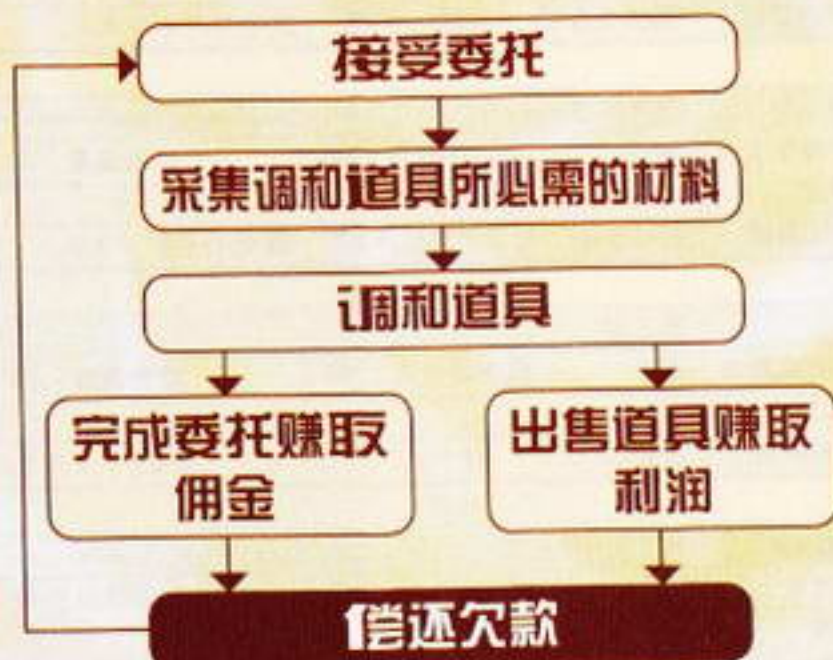 接受委托
采集调和道具所必需的材料
调和道具
完成委托赚取
佣金
出售道具赚取
利润
偿还欠款